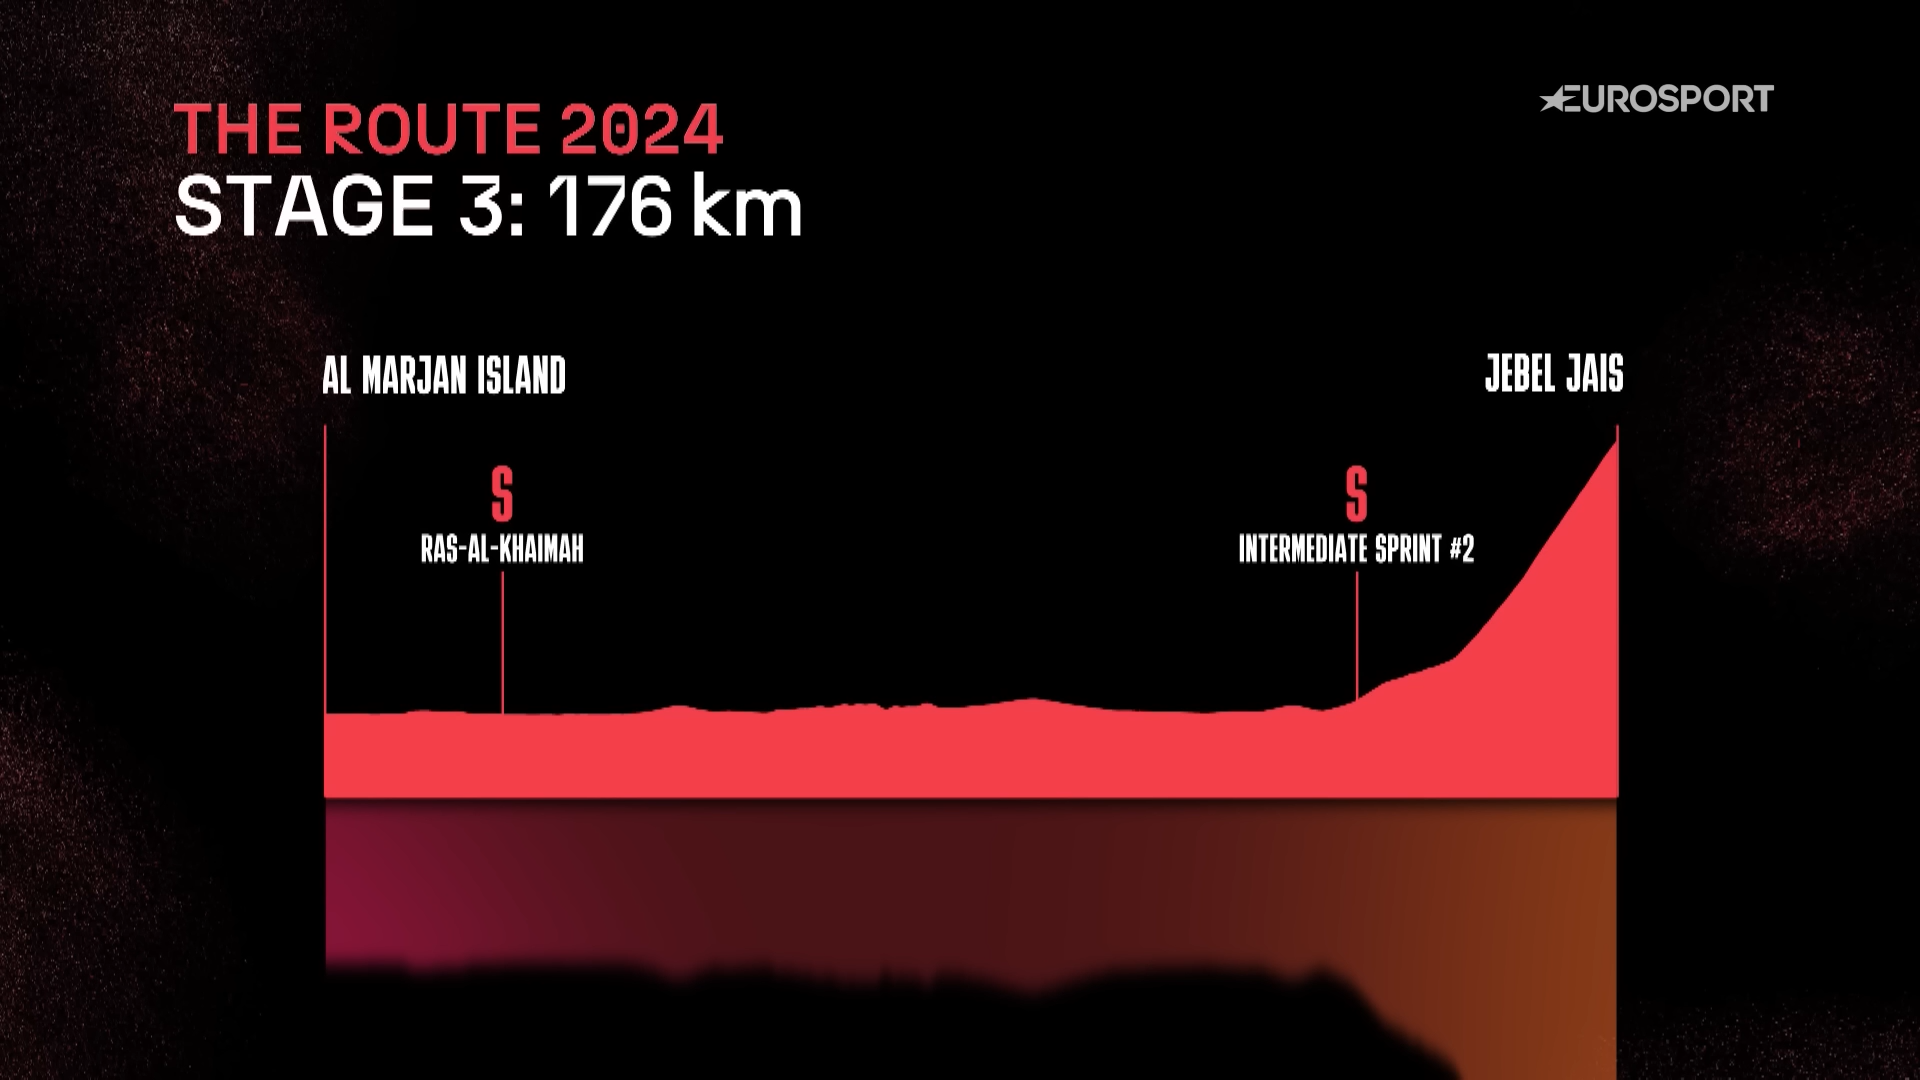 THE ROUTE 2024
EUROSPORT
STAGE 3: 176 km
AL MARJAN ISLAND
JEBEL JAIS
S
RAS-AL-KHAIMAH
S
INTERMEDIATE SPRINT #2